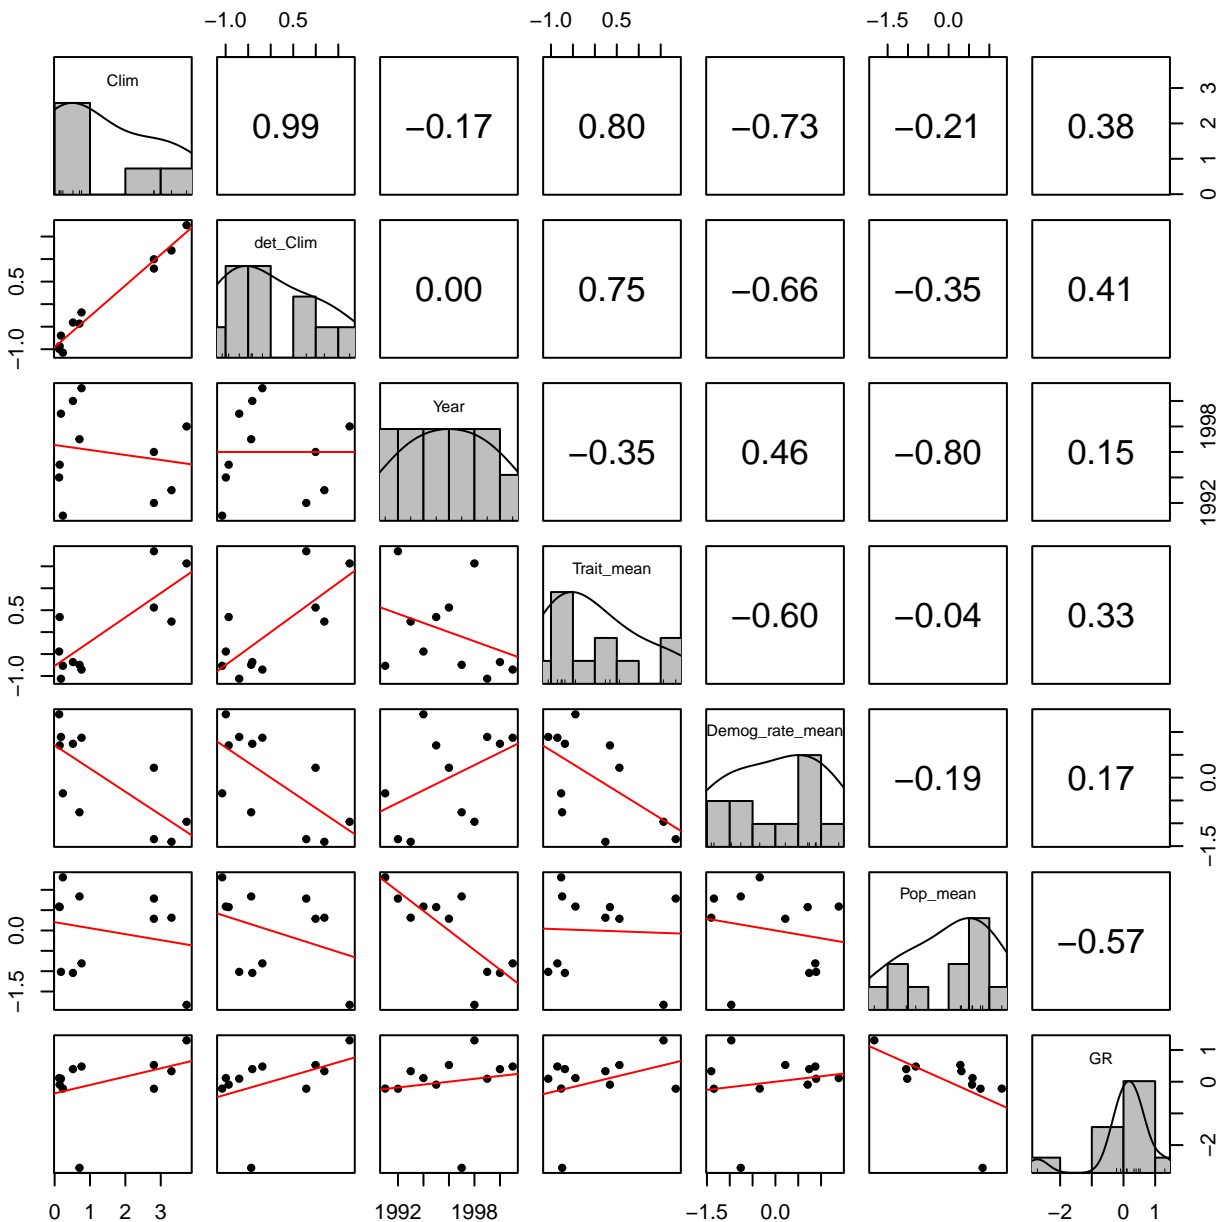 −1.0 0.5 −1.0 0.5 −1.5 0.0
Clim 0.99 −0.17 0.80 −0.73 −0.21 0.38 0 1 2 3
−1.0 0.5 det_Clim 0.00 0.75 −0.66 −0.35 0.41
Year −0.35 0.46 −0.80 0.15 1992 1998
−1.0 0.5 Trait_mean −0.60 −0.04 0.33
Demog_rate_mean −0.19 0.17 −1.5 0.0
−1.5 0.0 Pop_mean −0.57
GR −2 0 1
0 1 2 3 1992 1998 −1.5 0.0 −2 0 1